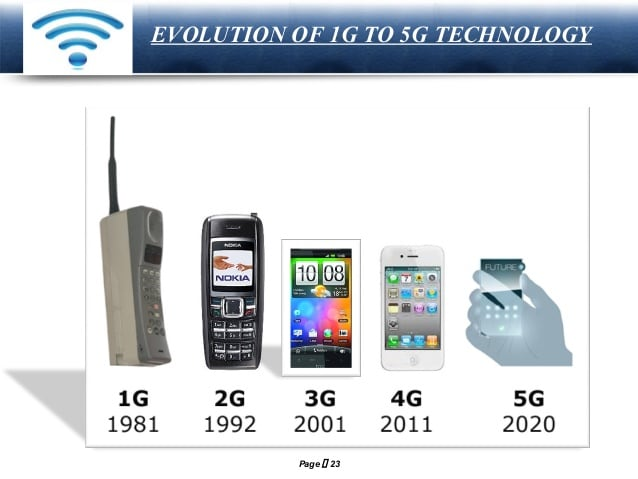 EVOLUTION OF 1G TO 5G TECHNOLOGY
NOKIA
NOKIA
10 08
FUTURE
1G 2G 3G 4G 5G
1981 1992 2001 2011 2020
Page 23